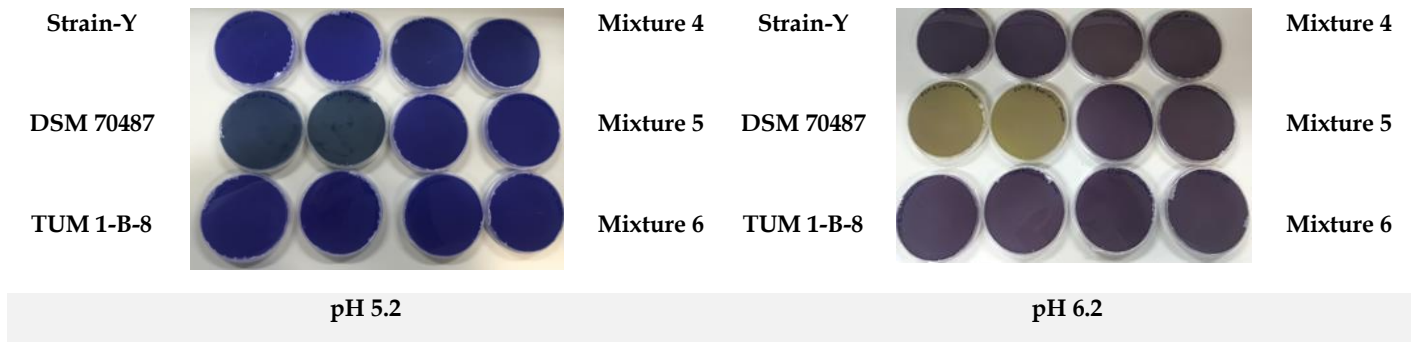 Strain-Y Mixture 4 Strain-Y Mixture 4
DSM 70487 Mixture 5 DSM 70487 Mixture 5
TUM 1-B-8 Mixture 6 TUM 1-B-8 Mixture 6
pH 5.2 pH 6.2